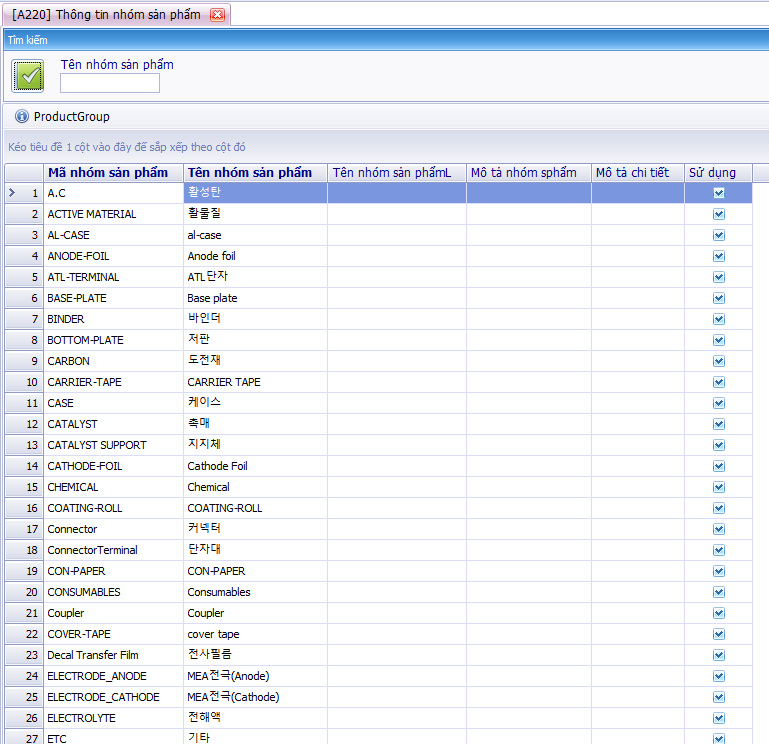 [A220] Thông tin nhóm sản phẩm
Tìm kiếm
Tên nhóm sản phẩm
ProductGroup
Kéo tiêu đề 1 cột vào đây để sắp xếp theo cột đó
Mã nhóm sản phẩm Tên nhóm sản phẩm Tên nhóm sản phẩmL Mô tả nhóm sphẩm Mô tả chi tiết Sử dụng
1 A.C 활성탄
2 ACTIVE MATERIAL 활물질
3 AL-CASE al-case
4 ANODE-FOIL Anode foil
5 ATL-TERMINAL ATL단자
6 BASE-PLATE Base plate
7 BINDER 바인더
8 BOTTOM-PLATE 저판
9 CARBON 도전재
10 CARRIER-TAPE CARRIER TAPE
11 CASE 케이스
12 CATALYST 촉매
13 CATALYST SUPPORT 지지체
14 CATHODE-FOIL Cathode Foil
15 CHEMICAL Chemical
16 COATING-ROLL COATING-ROLL
17 Connector 커넥터
18 ConnectorTerminal 단자대
19 CON-PAPER CON-PAPER
20 CONSUMABLES Consumables
21 Coupler Coupler
22 COVER-TAPE cover tape
23 Decal Transfer Film 전사필름
24 ELECTRODE_ANODE MEA전극(Anode)
25 ELECTRODE_CATHODE MEA전극(Cathode)
26 ELECTROLYTE 전해액
27 ETC 기타